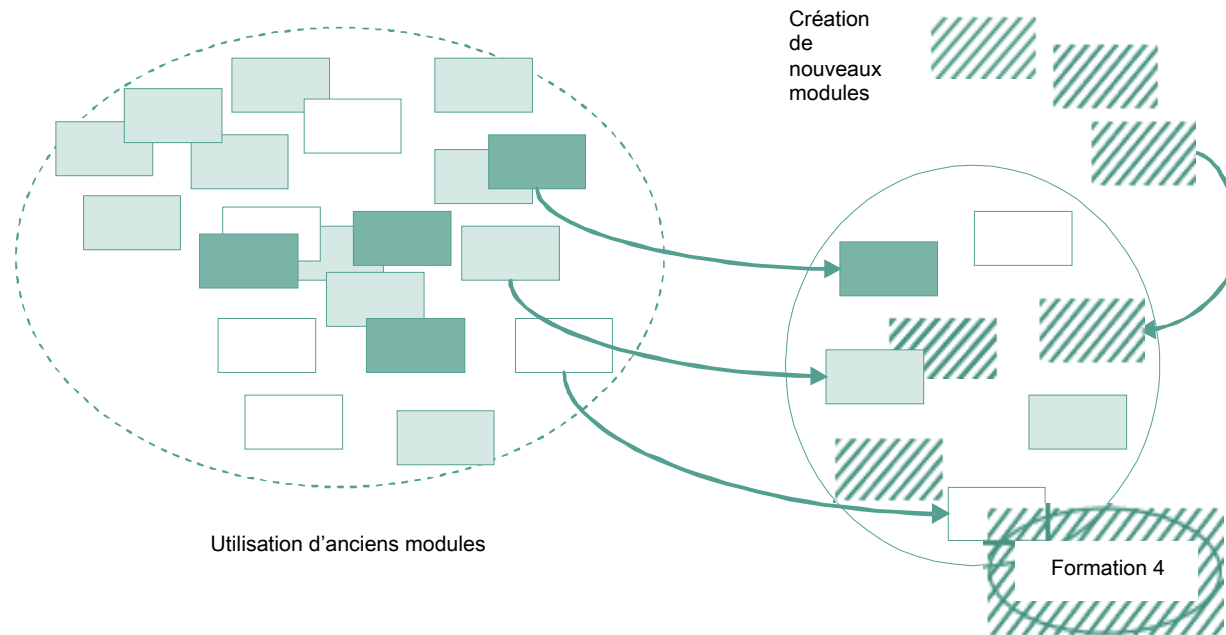 Création
de
nouveaux
modules
Utilisation d’anciens modules
Formation 4